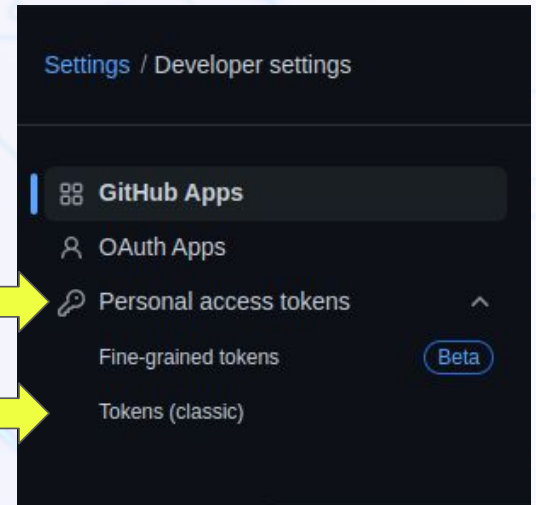 Settings / Developer settings
GitHub Apps
OAuth Apps
Personal access tokens
Fine-grained tokens Beta
Tokens (classic)